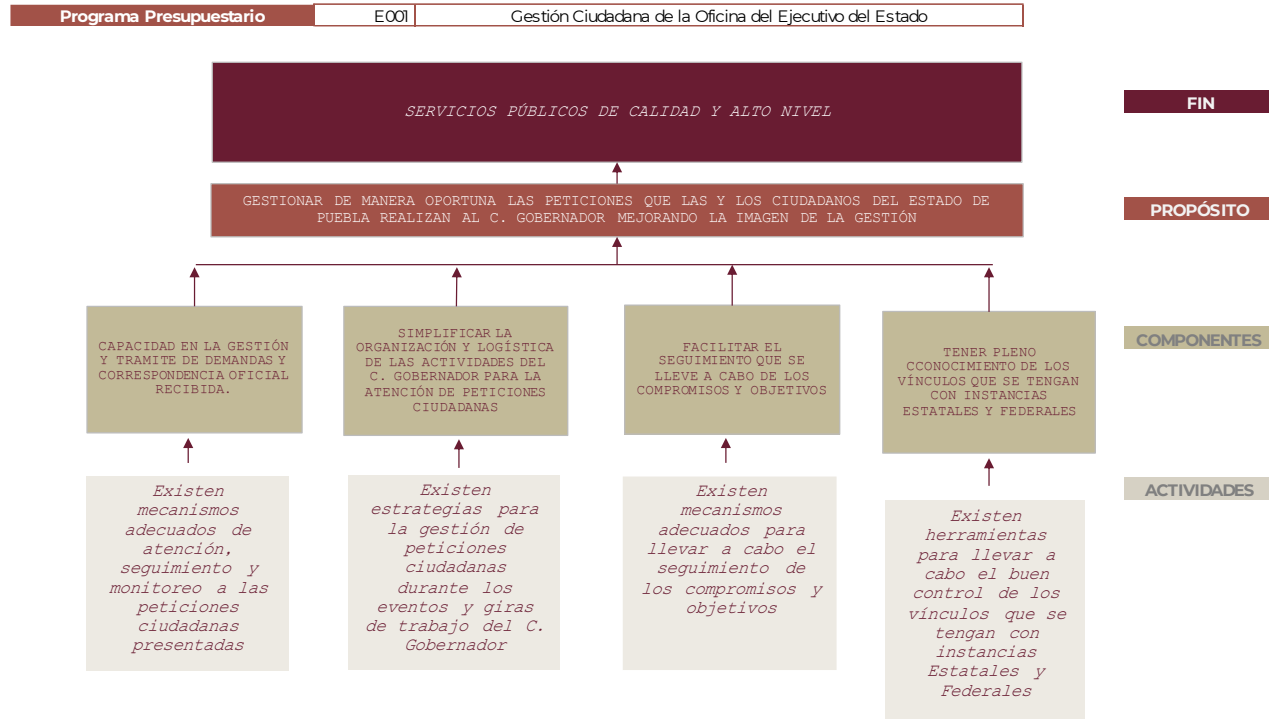 Programa Presupuestario E001 Gestión Ciudadana de la Oficina del Ejecutivo del Estado
SERVICIOS PÚBLICOS DE CALIDAD Y ALTO NIVEL
FIN
GESTIONAR DE MANERA OPORTUNA LAS PETICIONES QUE LAS Y LOS CIUDADANOS DEL ESTADO DE
PUEBLA REALIZAN AL C. GOBERNADOR MEJORANDO LA IMAGEN DE LA GESTIÓN
PROPÓSITO
CAPACIDAD EN LA GESTIÓN
Y TRAMITE DE DEMANDAS Y
CORRESPONDENCIA OFICIAL
RECIBIDA.
SIMPLIFICAR LA
ORGANIZACIÓN Y LOGÍSTICA
DE LAS ACTIVIDADES DEL
C. GOBERNADOR PARA LA
ATENCIÓN DE PETICIONES
CIUDADANAS
FACILITAR EL
SEGUIMIENTO QUE SE
LLEVE A CABO DE LOS
COMPROMISOS Y OBJETIVOS
TENER PLENO
CCONOCIMIENTO DE LOS
VÍNCULOS QUE SE TENGAN
CON INSTANCIAS
ESTATALES Y FEDERALES
COMPONENTES
Existen
mecanismos
adecuados de
atención,
seguimiento y
monitoreo a las
peticiones
ciudadanas
presentadas
Existen
estrategias para
la gestión de
peticiones
ciudadanas
durante los
eventos y giras
de trabajo del C.
Gobernador
Existen
mecanismos
adecuados para
llevar a cabo el
seguimiento de
los compromisos y
objetivos
Existen
herramientas
para llevar a
cabo el buen
control de los
vínculos que se
tengan con
instancias
Estatales y
Federales
ACTIVIDADES